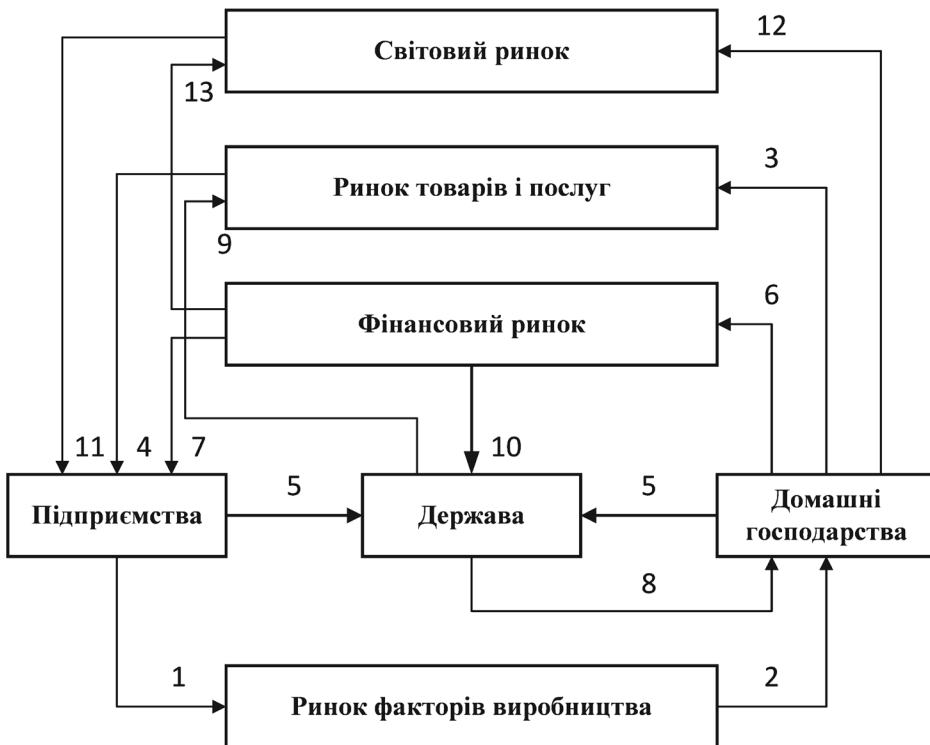 12
Світовий ринок
13
3
Ринок товарів і послуг
9
6
Фінансовий ринок
11
4
7
10
5
5
Підприємства
Держава
Домашні
господарства
8
1
2
Ринок факторів виробництва